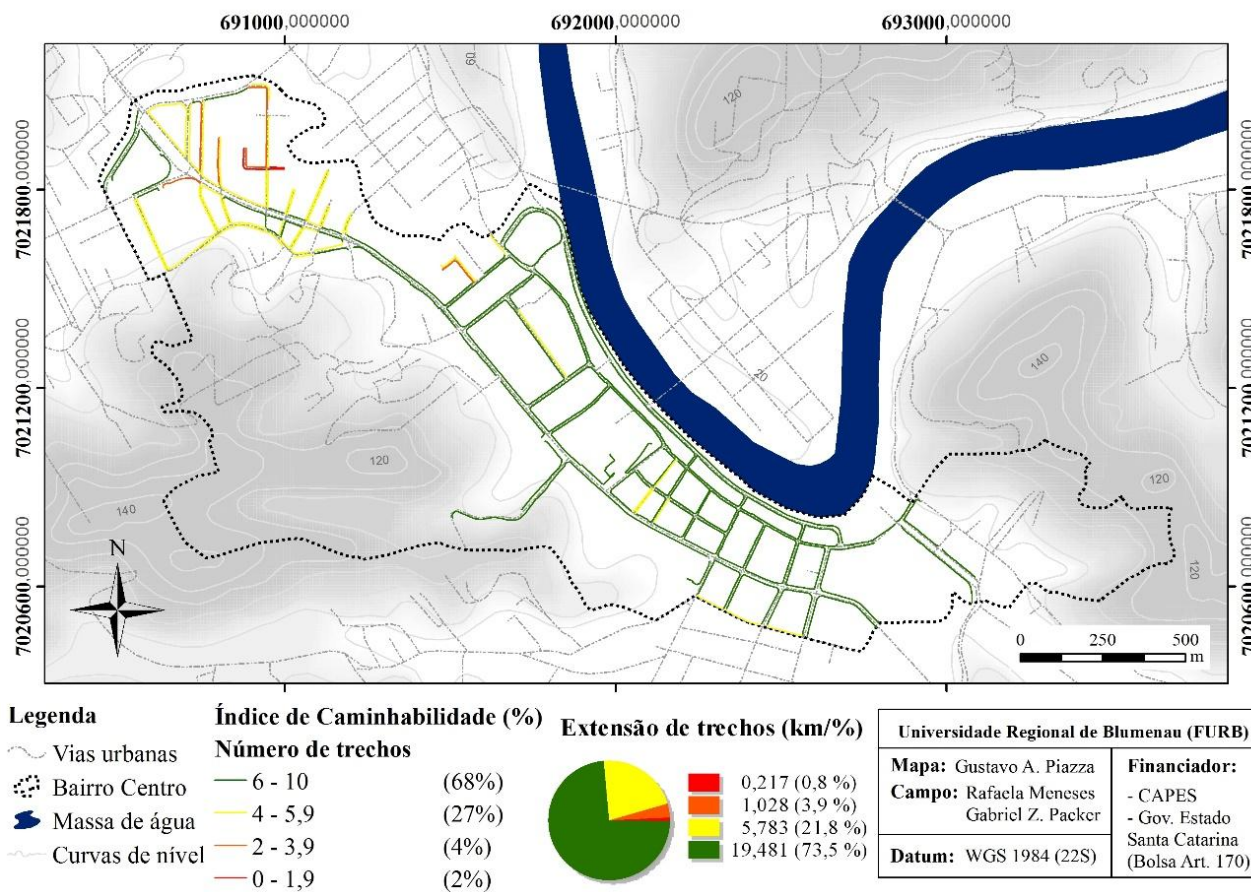 691000,000000
692000,000000
693000,000000
7021800,000000
7021200,000000
7020600,000000
7021800,000000
7021200,000000
7020600,000000
60
120
20
140
120
140
120
120
N
0 250 500
m
Legenda
Vias urbanas
Bairro Centro
Massa de água
Curvas de nível
Índice de Caminhabilidade (%)
Número de trechos
6 - 10 (68%)
4 - 5,9 (27%)
2 - 3,9 (4%)
0 - 1,9 (2%)
Extensão de trechos (km/%)
0,217 (0,8 %)
1,028 (3,9 %)
5,783 (21,8 %)
19,481 (73,5 %)
Universidade Regional de Blumenau (FURB)
Mapa: Gustavo A. Piazza
Campo: Rafaela Meneses
Gabriel Z. Packer
Datum: WGS 1984 (22S)
Financiador:
- CAPES
- Gov. Estado
Santa Catarina
(Bolsa Art. 170)